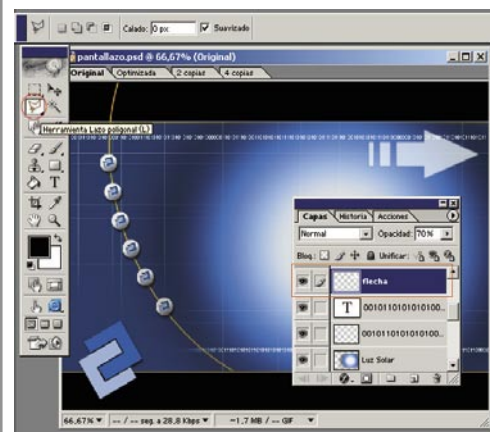 Calado: 0 px Suavizado
pantallazo.psd @ 66,67% (Original)
Original Optimizada 2 copias 4 copias
Herramienta Lazo poligonal (L)
T
Capas Historia Acciones
Normal Opacidad: 70%
Bloq.: Unificar:
flecha
T 0010110101010100...
0010110101010100...
Luz Solar
66,67% -- / -- seg. a 28,8 Kbps ~1,7 MB / -- GIF